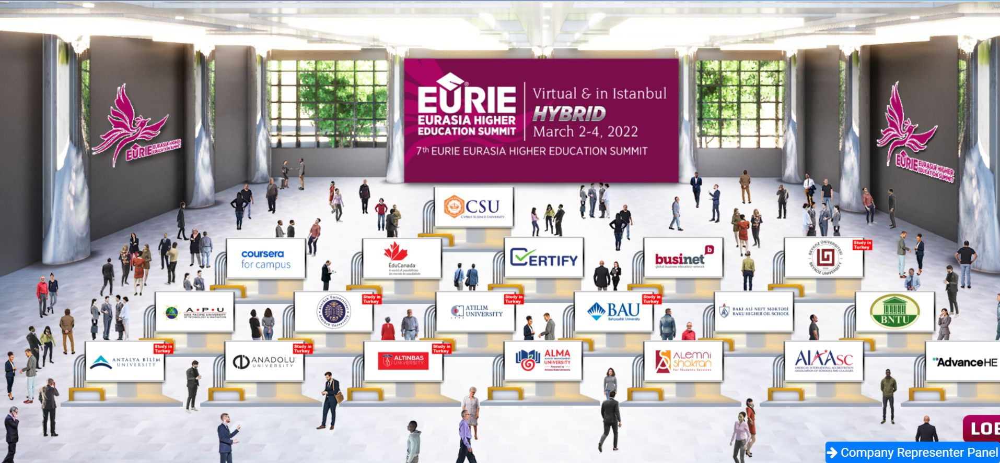 EURIE®
EURASIA HIGHER
EDUCATION SUMMIT
Virtual & in Istanbul
HYBRID
March 2-4, 2022
7th EURIE EURASIA HIGHER EDUCATION SUMMIT
EURIE EURASIA HIGHER
EDUCATION SUMMIT
EURIE EURASIA HIGHER
EDUCATION SUMMIT
CSU
CYPRUS SCIENCE UNIVERSITY
coursera
for campus
EduCanada
A world of possibilities
Un monde de possibilités
CERTIFY
businet
b
global business education network
BEYKOZ ÜNİVERSİTESİ
BEYKOZ UNIVERSITY
2008
Study in
Turkey
A·P·U
ASIA PACIFIC UNIVERSITY
OF TECHNOLOGY & INNOVATION
Atatürk Üniversitesi
Atatürk University
Study in
Turkey
ATILIM
UNIVERSITY
1996
Study in
Turkey
BAU
Bahçeşehir University
Study in
Turkey
BAKI ALİ NEFT MƏKTƏBİ
BAKU HIGHER OIL SCHOOL
BNTU
ANTALYA BİLİM
UNIVERSITY
Study in
Turkey
ANADOLU
UNIVERSITY
Study in
Turkey
ALTINBAS
UNIVERSITY
Study in
Turkey
ALMA
ALMATY MANAGEMENT
UNIVERSITY
Powered by
Arizona State University
ALEMNI
shokran
For Students Services
AIAASC
AMERICAN INTERNATIONAL ACCREDITATION
ASSOCIATION OF SCHOOLS AND COLLEGES
AdvanceHE
Company Representer Panel